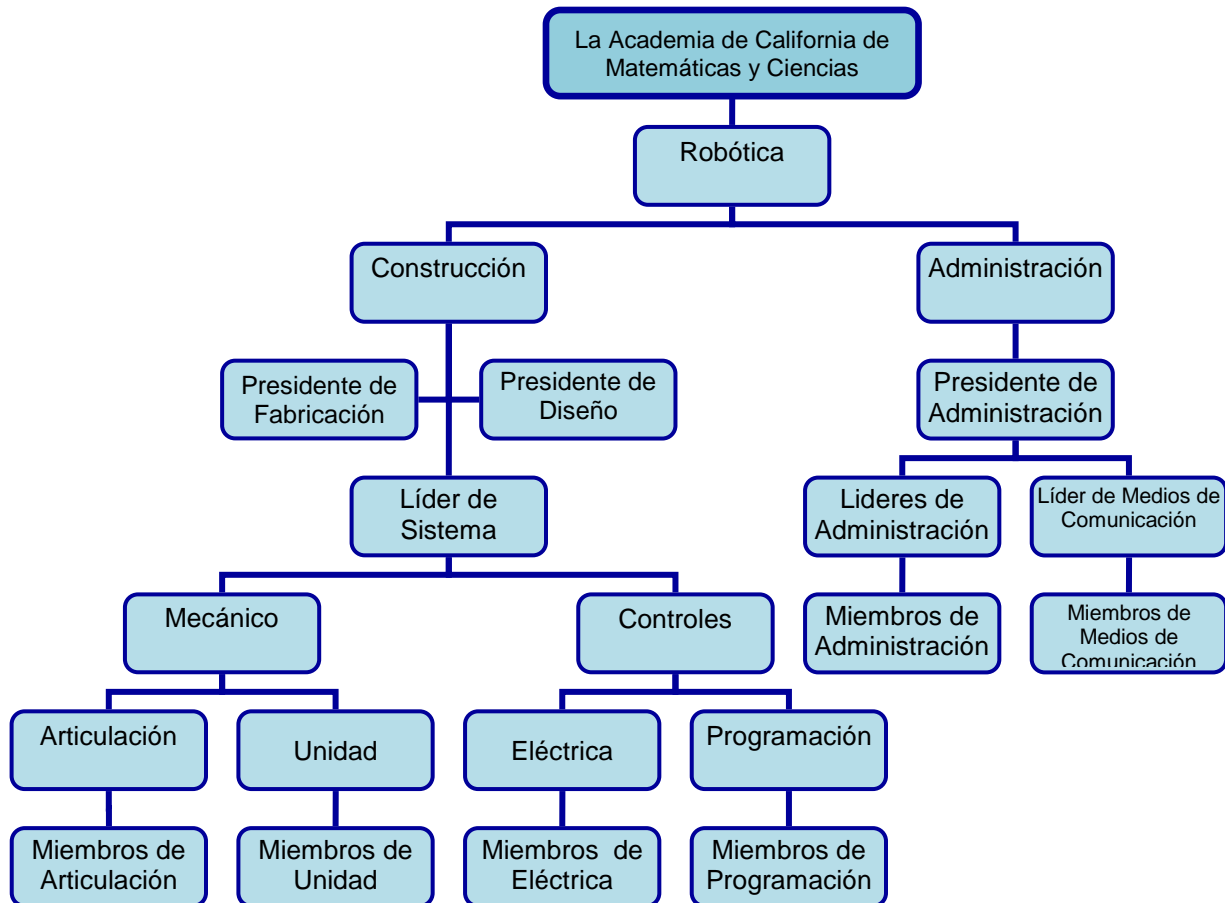 La Academia de California de
Matemáticas y Ciencias
Robótica
Construcción
Administración
Presidente de
Fabricación
Presidente de
Diseño
Presidente de
Administración
Líder de
Sistema
Lideres de
Administración
Líder de Medios de
Comunicación
Mecánico
Controles
Miembros de
Administración
Miembros de
Medios de
Comunicación
Articulación
Unidad
Eléctrica
Programación
Miembros de
Articulación
Miembros de
Unidad
Miembros de
Eléctrica
Miembros de
Programación